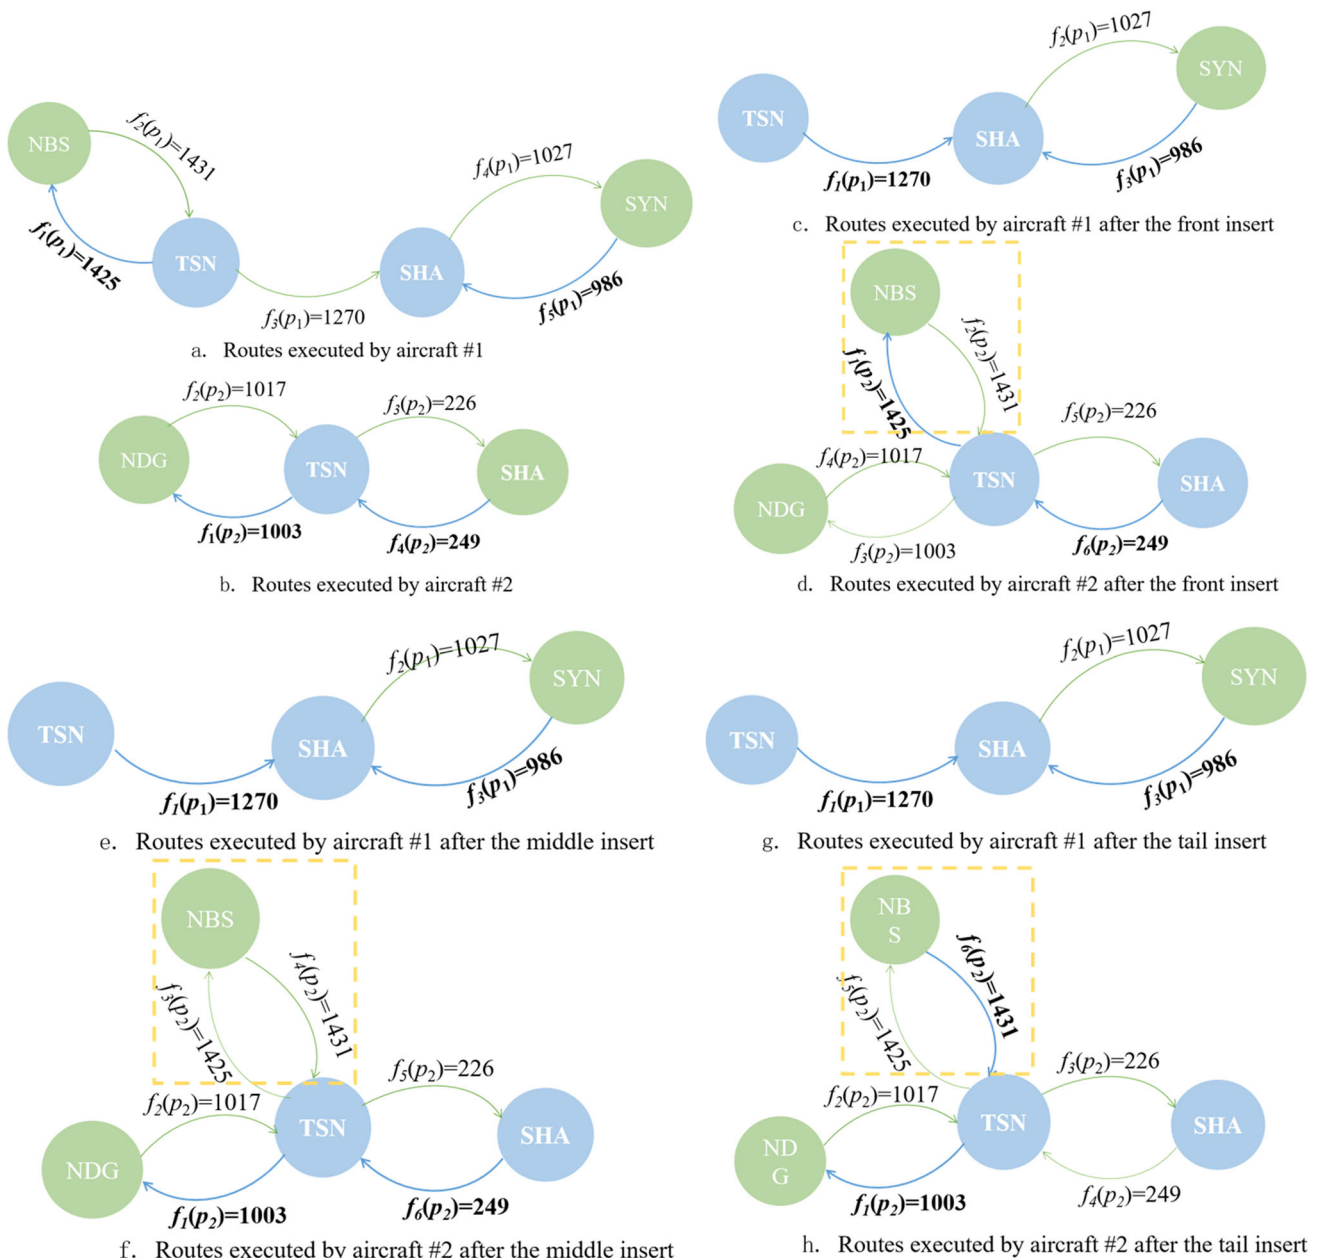 NBS
f2(p1)=1431
f1(p1)=1425
TSN
f3(p1)=1270
SHA
f4(p1)=1027
SYN
f5(p1)=986
a. Routes executed by aircraft #1
NDG
f2(p2)=1017
f1(p2)=1003
TSN
f3(p2)=226
f4(p2)=249
SHA
b. Routes executed by aircraft #2
TSN
f1(p1)=1270
SHA
f2(p1)=1027
SYN
f3(p1)=986
c. Routes executed by aircraft #1 after the front insert
NBS
f1(p2)=1425
f2(p2)=1431
f4(p2)=1017
NDG
f3(p2)=1003
TSN
f5(p2)=226
SHA
f6(p2)=249
d. Routes executed by aircraft #2 after the front insert
TSN
f1(p1)=1270
SHA
f2(p1)=1027
SYN
f3(p1)=986
e. Routes executed by aircraft #1 after the middle insert
NBS
f3(p2)=1425
f4(p2)=1431
f2(p2)=1017
NDG
f1(p2)=1003
TSN
f5(p2)=226
SHA
f6(p2)=249
f. Routes executed by aircraft #2 after the middle insert
TSN
f1(p1)=1270
SHA
f2(p1)=1027
SYN
f3(p1)=986
g. Routes executed by aircraft #1 after the tail insert
NB
S
f5(p2)=1425
f6(p2)=1431
f2(p2)=1017
ND
G
f1(p2)=1003
TSN
f3(p2)=226
SHA
f4(p2)=249
h. Routes executed by aircraft #2 after the tail insert